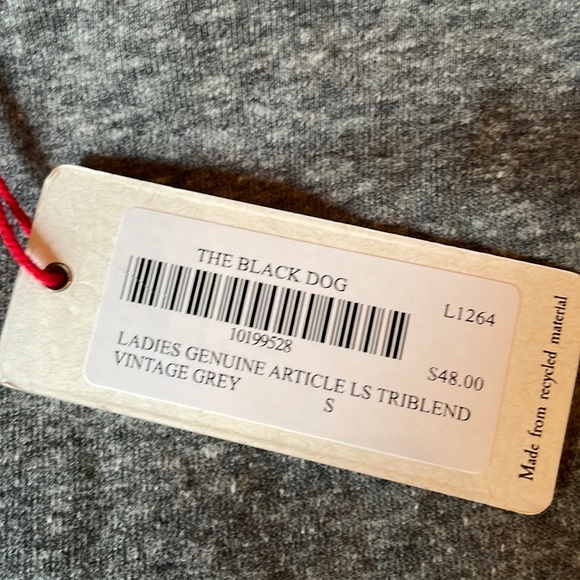 THE BLACK DOG
L1264
10199528
$48.00
LADIES GENUINE ARTICLE LS TRIBLEND
VINTAGE GREY
S
Made from recycled material